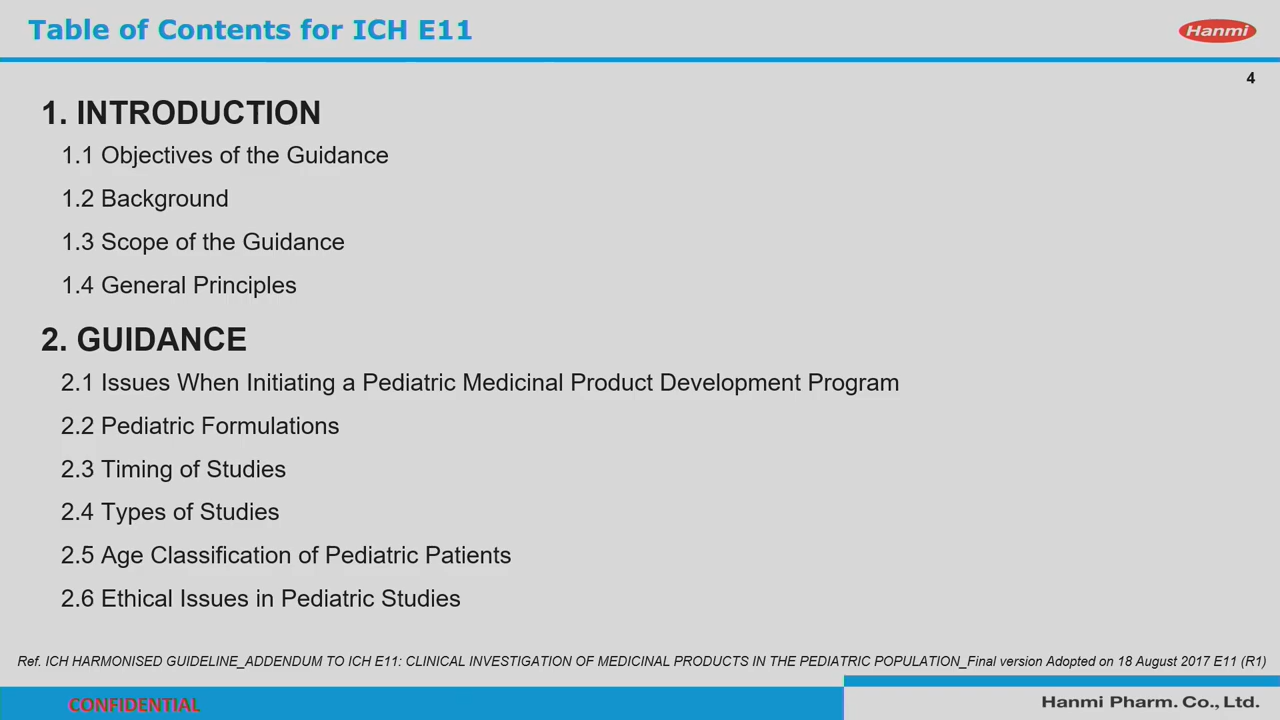 Table of Contents for ICH E11
Hanmi
4
1. INTRODUCTION
1.1 Objectives of the Guidance
1.2 Background
1.3 Scope of the Guidance
1.4 General Principles
2. GUIDANCE
2.1 Issues When Initiating a Pediatric Medicinal Product Development Program
2.2 Pediatric Formulations
2.3 Timing of Studies
2.4 Types of Studies
2.5 Age Classification of Pediatric Patients
2.6 Ethical Issues in Pediatric Studies
Ref. ICH HARMONISED GUIDELINE_ADDENDUM TO ICH E11: CLINICAL INVESTIGATION OF MEDICINAL PRODUCTS IN THE PEDIATRIC POPULATION_Final version Adopted on 18 August 2017 E11 (R1)
CONFIDENTIAL
Hanmi Pharm. Co., Ltd.